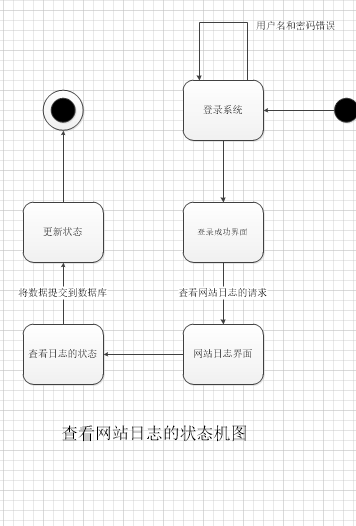 用户名和密码错误
登录系统
更新状态
登录成功界面
将数据提交到数据库
查看网站日志的请求
查看日志的状态
网站日志界面
查看网站日志的状态机图